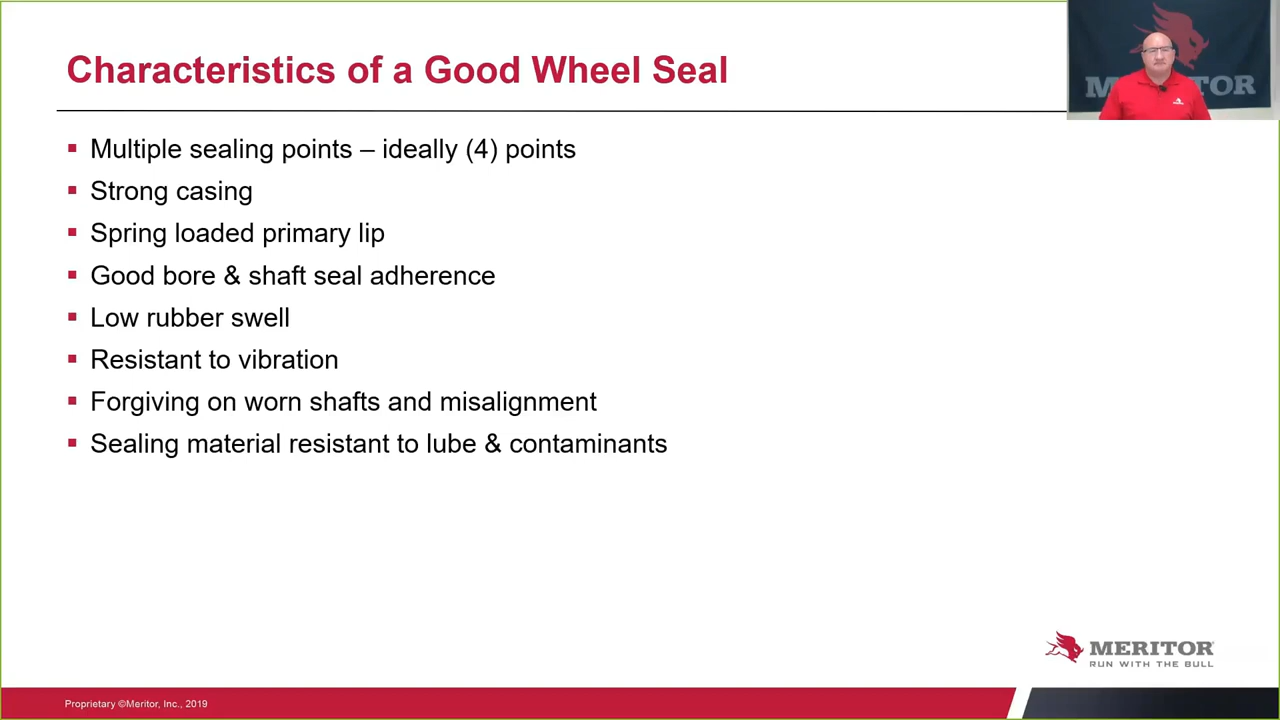 Characteristics of a Good Wheel Seal
MERITOR
▪ Multiple sealing points – ideally (4) points
▪ Strong casing
▪ Spring loaded primary lip
▪ Good bore & shaft seal adherence
▪ Low rubber swell
▪ Resistant to vibration
▪ Forgiving on worn shafts and misalignment
▪ Sealing material resistant to lube & contaminants
MERITOR
RUN WITH THE BULL
Proprietary ©Meritor, Inc., 2019